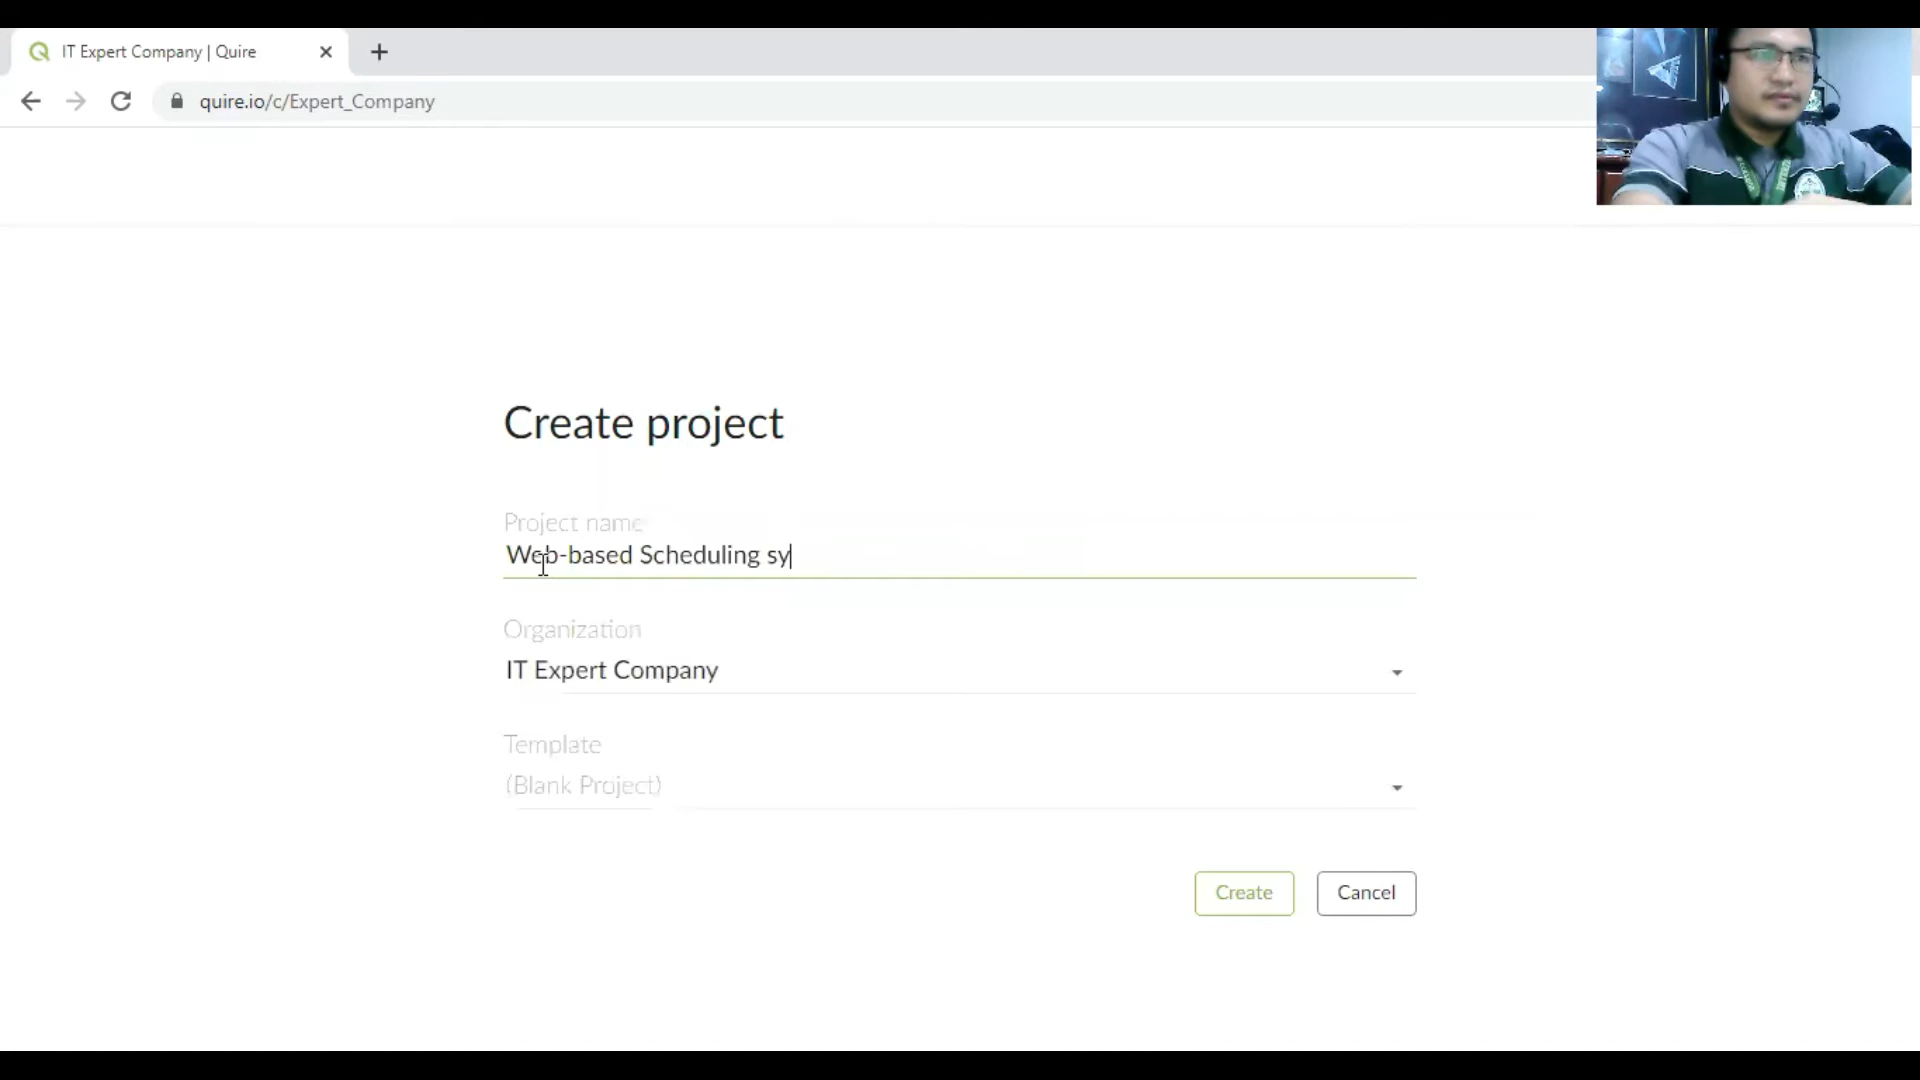 IT Expert Company | Quire
quire.io/c/Expert_Company
Create project
Project name
Web-based Scheduling sy
Organization
IT Expert Company
Template
(Blank Project)
Create
Cancel